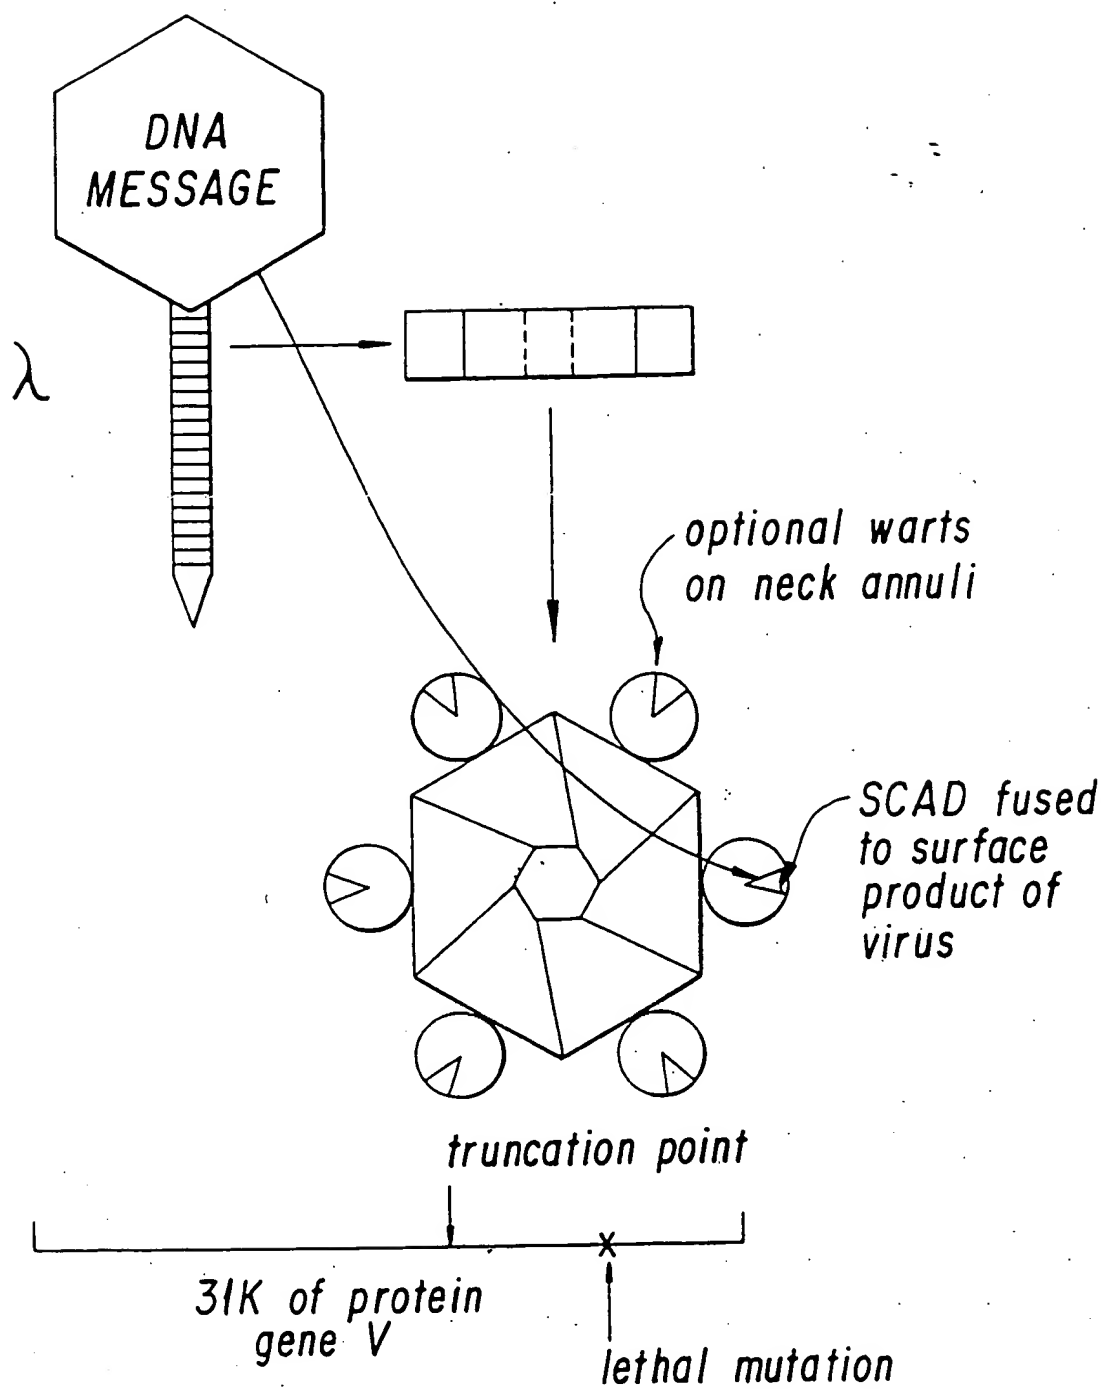 DNA
MESSAGE
λ
optional warts
on neck annuli
SCAD fused
to surface
product of
virus
truncation point
X
31K of protein
gene V
lethal mutation